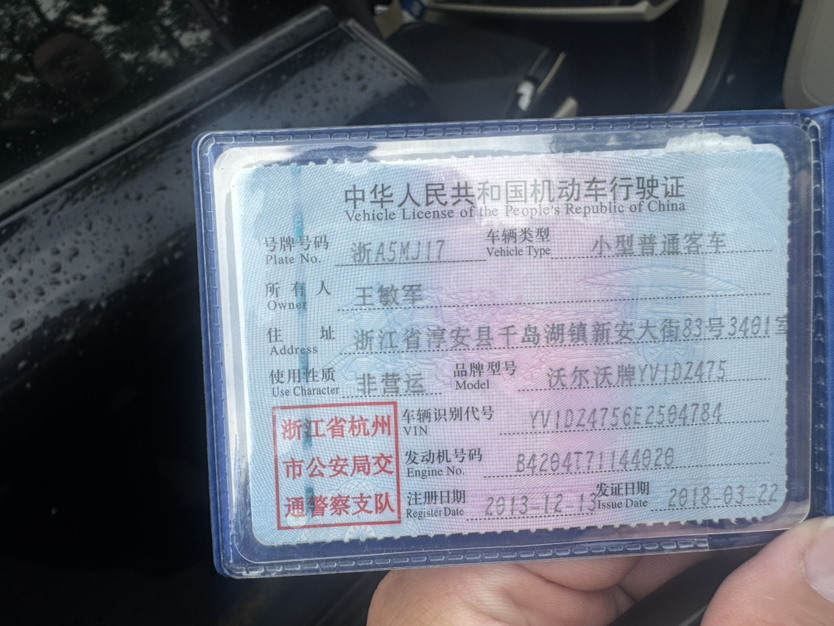 中华人民共和国机动车行驶证
Vehicle License of the People's Republic of China
号牌号码 浙A5MJ17 车辆类型 小型普通客车
Plate No. Vehicle Type
所有人 王敏军
Owner
住址 浙江省淳安县千岛湖镇新安大街83号3401室
Address
使用性质 非营运 品牌型号 沃尔沃牌YV1DZ475
Use Character Model
浙江省杭州
市公安局交
通警察支队
车辆识别代号 YV1DZ4756E2504784
VIN
发动机号码 B4204T71144020
Engine No.
注册日期 2013-12-13 发证日期 2018-03-22
Register Date Issue Date